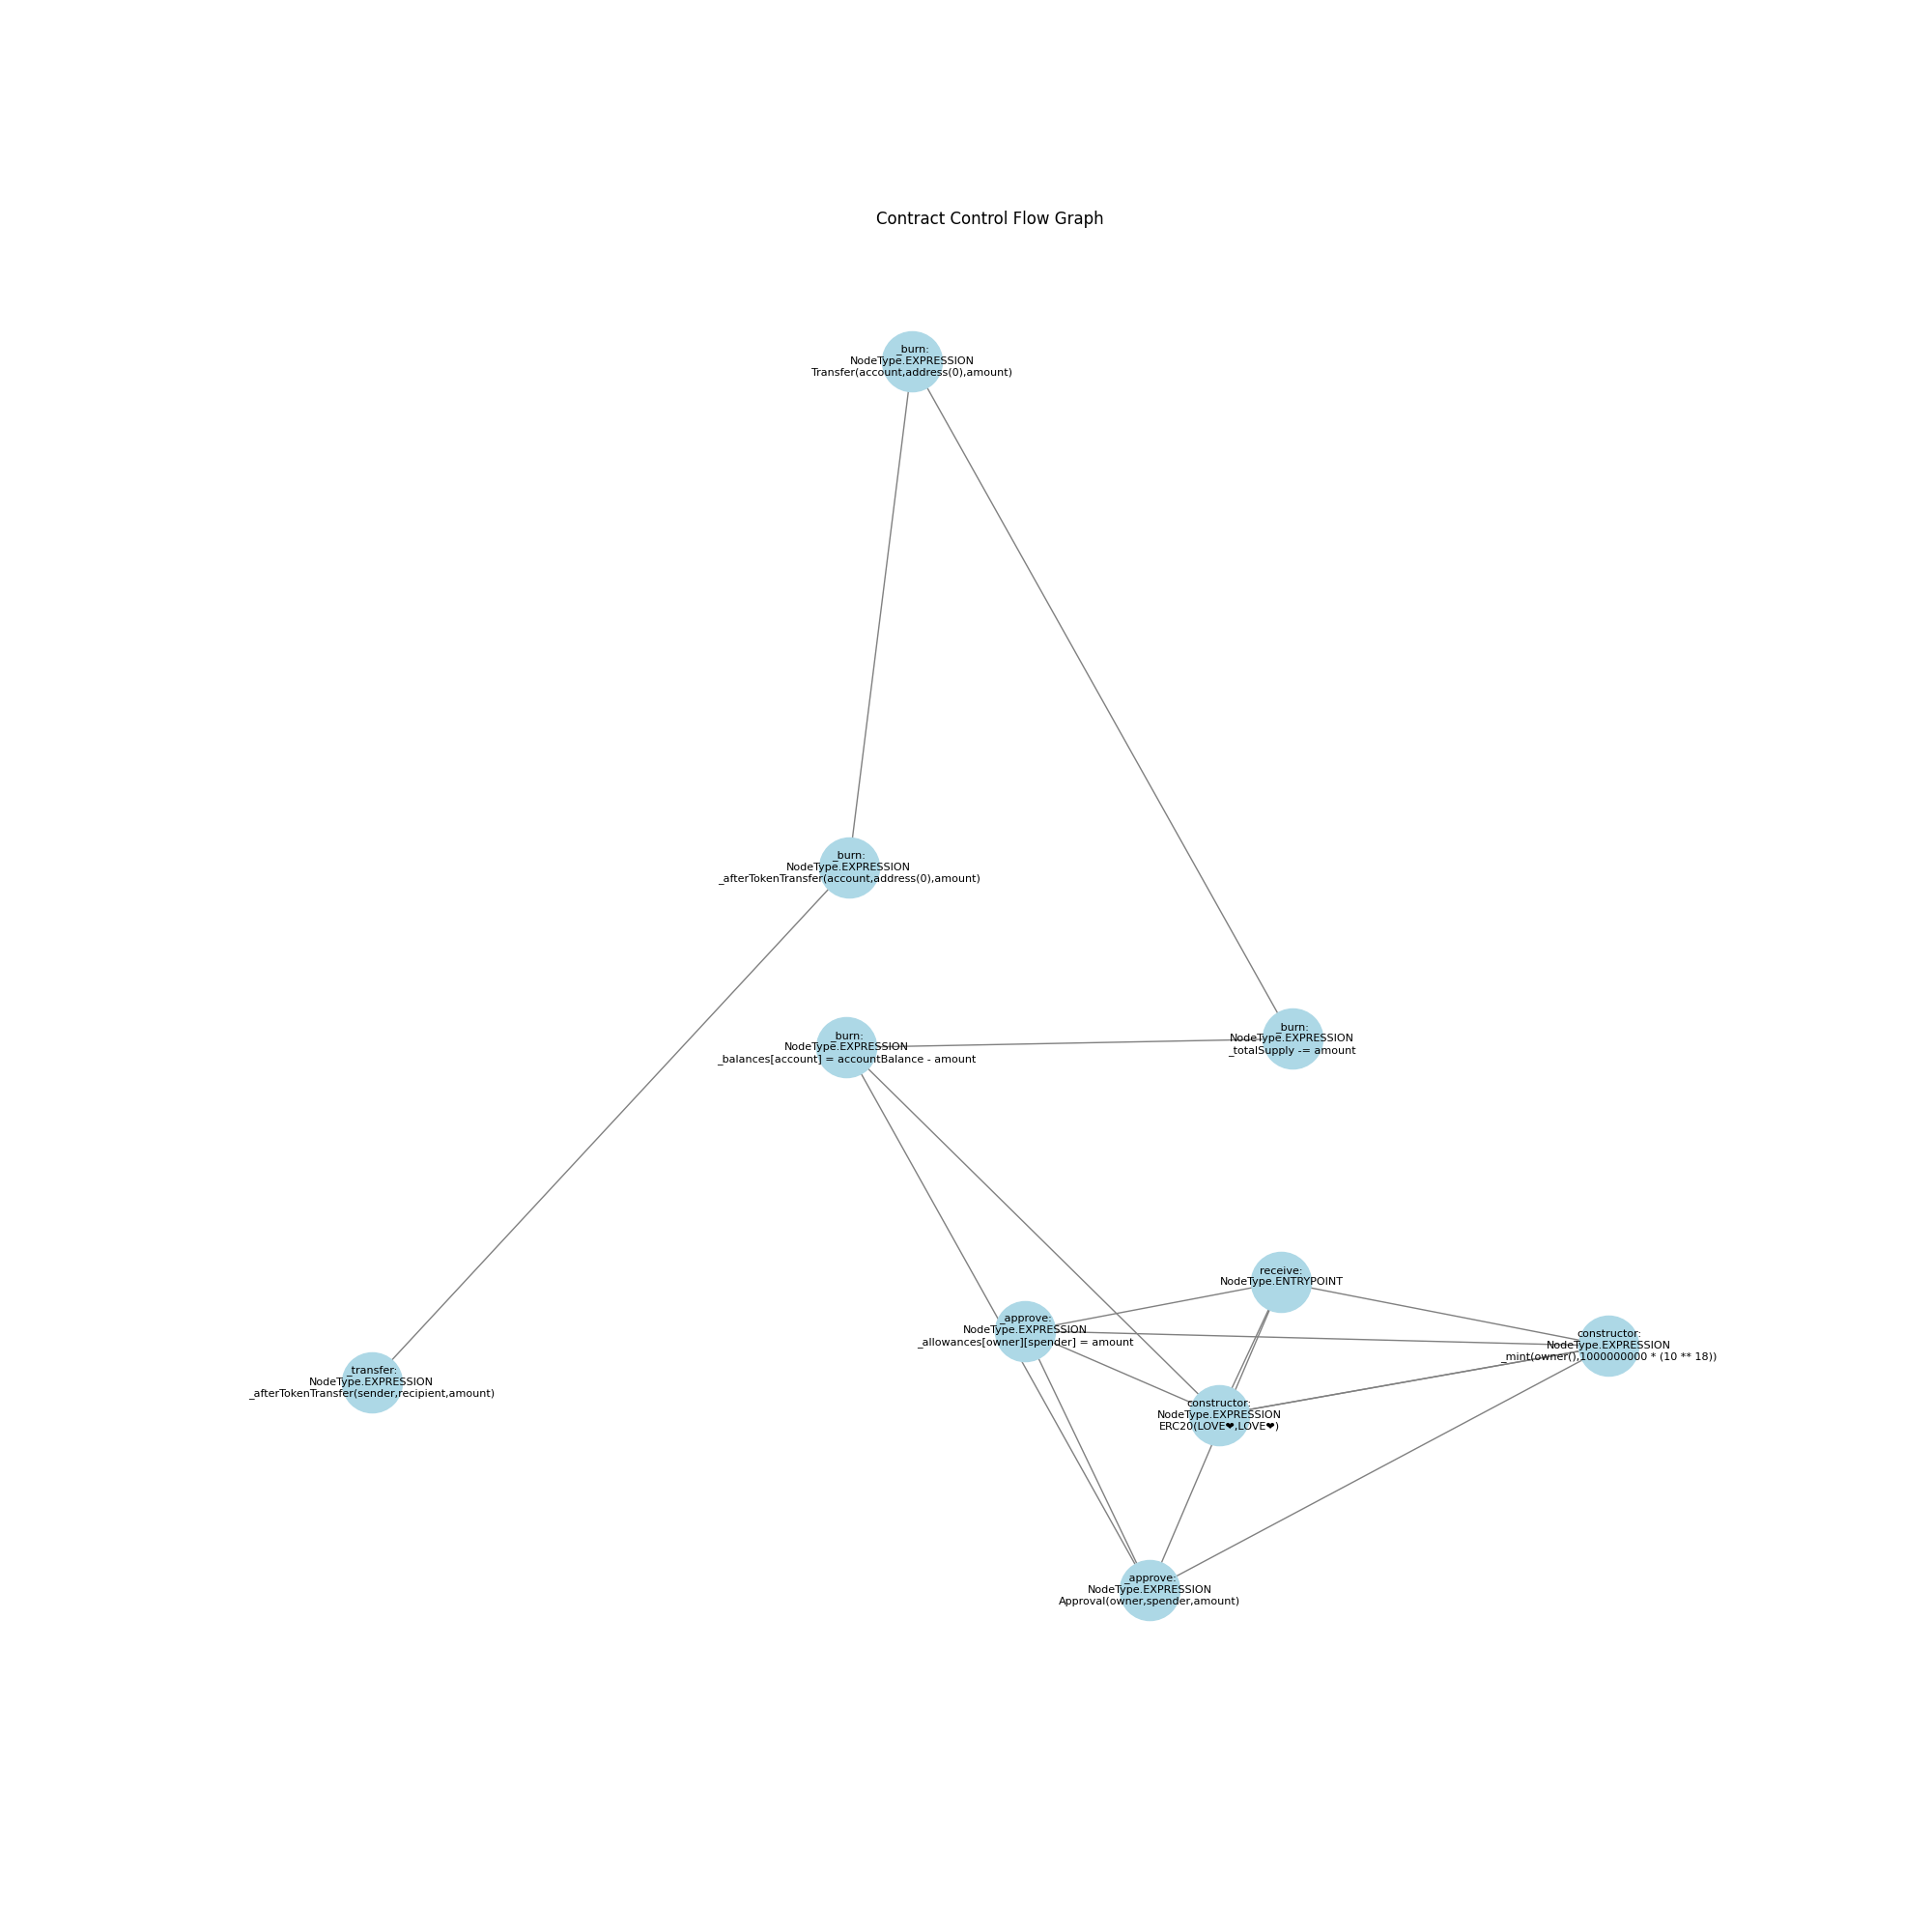 Contract Control Flow Graph
_burn:
NodeType.EXPRESSION
Transfer(account,address(0),amount)
_burn:
NodeType.EXPRESSION
_afterTokenTransfer(account,address(0),amount)
_burn:
NodeType.EXPRESSION
_totalSupply -= amount
_burn:
NodeType.EXPRESSION
_balances[account] = accountBalance - amount
receive:
NodeType.ENTRYPOINT
_approve:
NodeType.EXPRESSION
_allowances[owner][spender] = amount
constructor:
NodeType.EXPRESSION
_mint(owner(),1000000000 * (10 ** 18))
_transfer:
NodeType.EXPRESSION
_afterTokenTransfer(sender,recipient,amount)
constructor:
NodeType.EXPRESSION
ERC20(LOVE❤,LOVE❤)
_approve:
NodeType.EXPRESSION
Approval(owner,spender,amount)